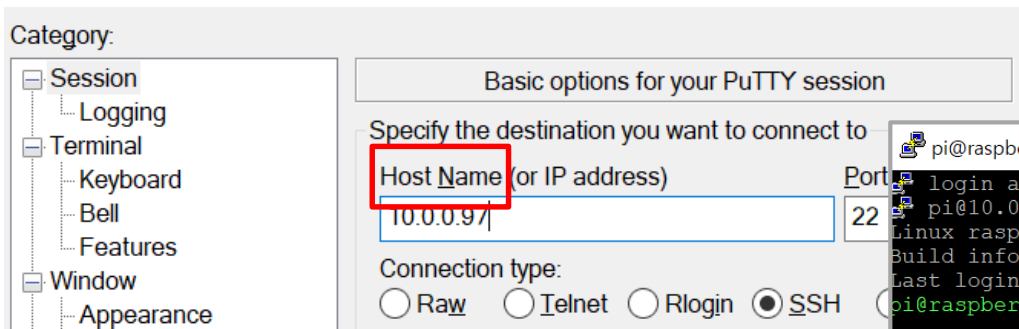 Category:
Session
Logging
Terminal
Keyboard
Bell
Features
Window
Appearance
Basic options for your PuTTY session
Specify the destination you want to connect to
Host Name (or IP address)
Port
10.0.0.97
22
Connection type:
Raw
Telnet
Rlogin
SSH
pi@raspbe
login a
pi@10.0
Linux rasp
Build info
Last login
pi@raspber